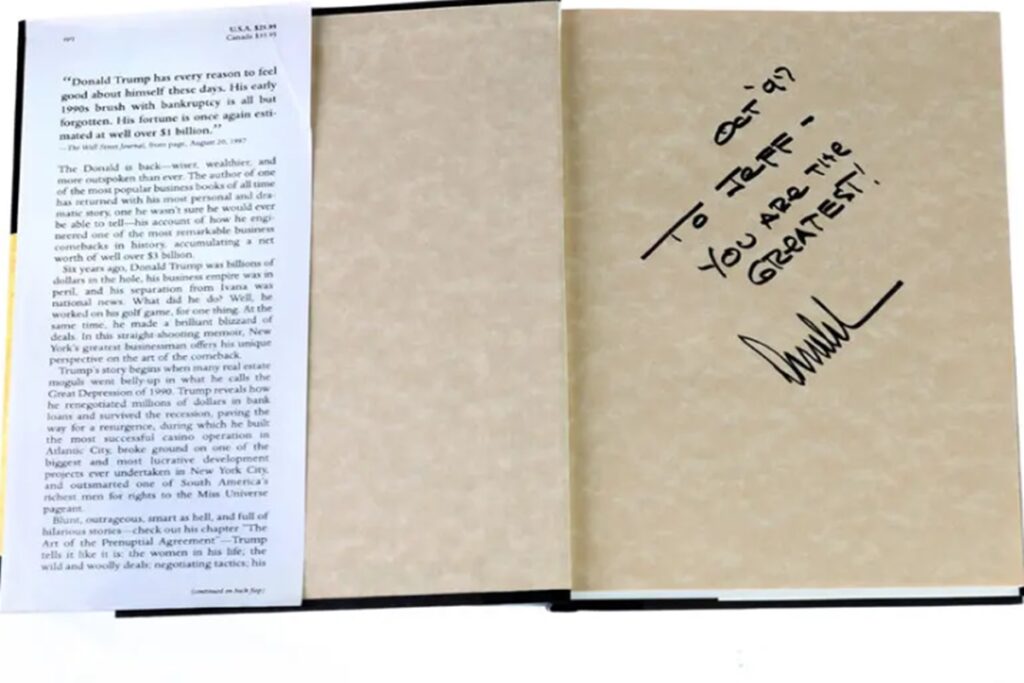 U.S.A. $25.95
Canada $35.95
“Donald Trump has every reason to feel
good about himself these days. His early
1990s brush with bankruptcy is all but
forgotten. His fortune is once again esti-
mated at well over $1 billion.”
—The Wall Street Journal, front page, August 20, 1997
The Donald is back—wiser, wealthier, and
more outspoken than ever. The author of one
of the most popular business books of all time
has returned with his most personal and dra-
matic story, one he wasn't sure he would ever
be able to tell—his account of how he engi-
neered one of the most remarkable business
comebacks in history, accumulating a net
worth of well over $3 billion.
Six years ago, Donald Trump was billions of
dollars in the hole, his business empire was in
peril, and his separation from Ivana was
national news. What did he do? Well, he
worked on his golf game, for one thing. At the
same time, he made a brilliant blizzard of
deals. In this straight-shooting memoir, New
York's greatest businessman offers his unique
perspective on the art of the comeback.
Trump's story begins when many real estate
moguls went belly-up in what he calls the
Great Depression of 1990. Trump reveals how
he renegotiated millions of dollars in bank
loans and survived the recession, paving the
way for a resurgence, during which he built
the most successful casino operation in
Atlantic City, broke ground on one of the
biggest and most lucrative development
projects ever undertaken in New York City,
and outsmarted one of South America's
richest men for rights to the Miss Universe
pageant.
Blunt, outrageous, smart as hell, and full of
hilarious stories—check out his chapter "The
Art of the Prenuptial Agreement"—Trump
tells it like it is: the women in his life; the
wild and woolly deals; negotiating tactics; his
(continued on back flap)
OCT '97
TO JEFF -
YOU ARE THE
GREATEST!